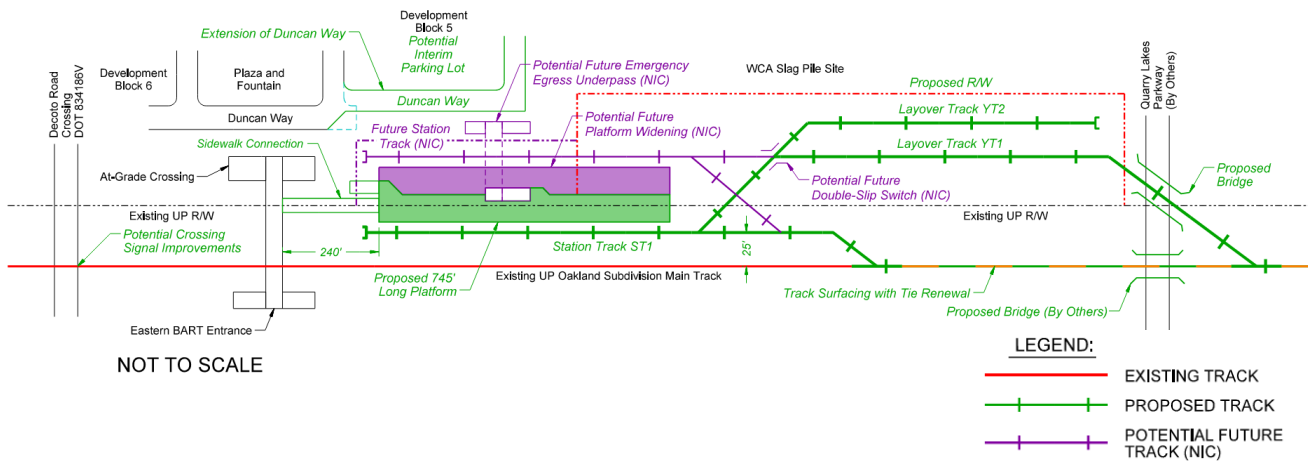 Decoto Road
Crossing
DOT 834186V
Development
Block 6
Plaza and
Fountain
Duncan Way
Extension of Duncan Way
Development
Block 5
Potential
Interim
Parking Lot
Duncan Way
Potential Future Emergency
Egress Underpass (NIC)
Future Station
Track (NIC)
Potential Future
Platform Widening (NIC)
WCA Slag Pile Site
Proposed R/W
Layover Track YT2
Layover Track YT1
Quarry Lakes
Parkway
(By Others)
Sidewalk Connection
At-Grade Crossing
Potential Future
Double-Slip Switch (NIC)
Proposed
Bridge
Existing UP R/W
Existing UP R/W
Potential Crossing
Signal Improvements
240'
Station Track ST1
25'
Proposed 745'
Long Platform
Existing UP Oakland Subdivision Main Track
Track Surfacing with Tie Renewal
Proposed Bridge (By Others)
Eastern BART Entrance
NOT TO SCALE
LEGEND:
EXISTING TRACK
PROPOSED TRACK
POTENTIAL FUTURE
TRACK (NIC)